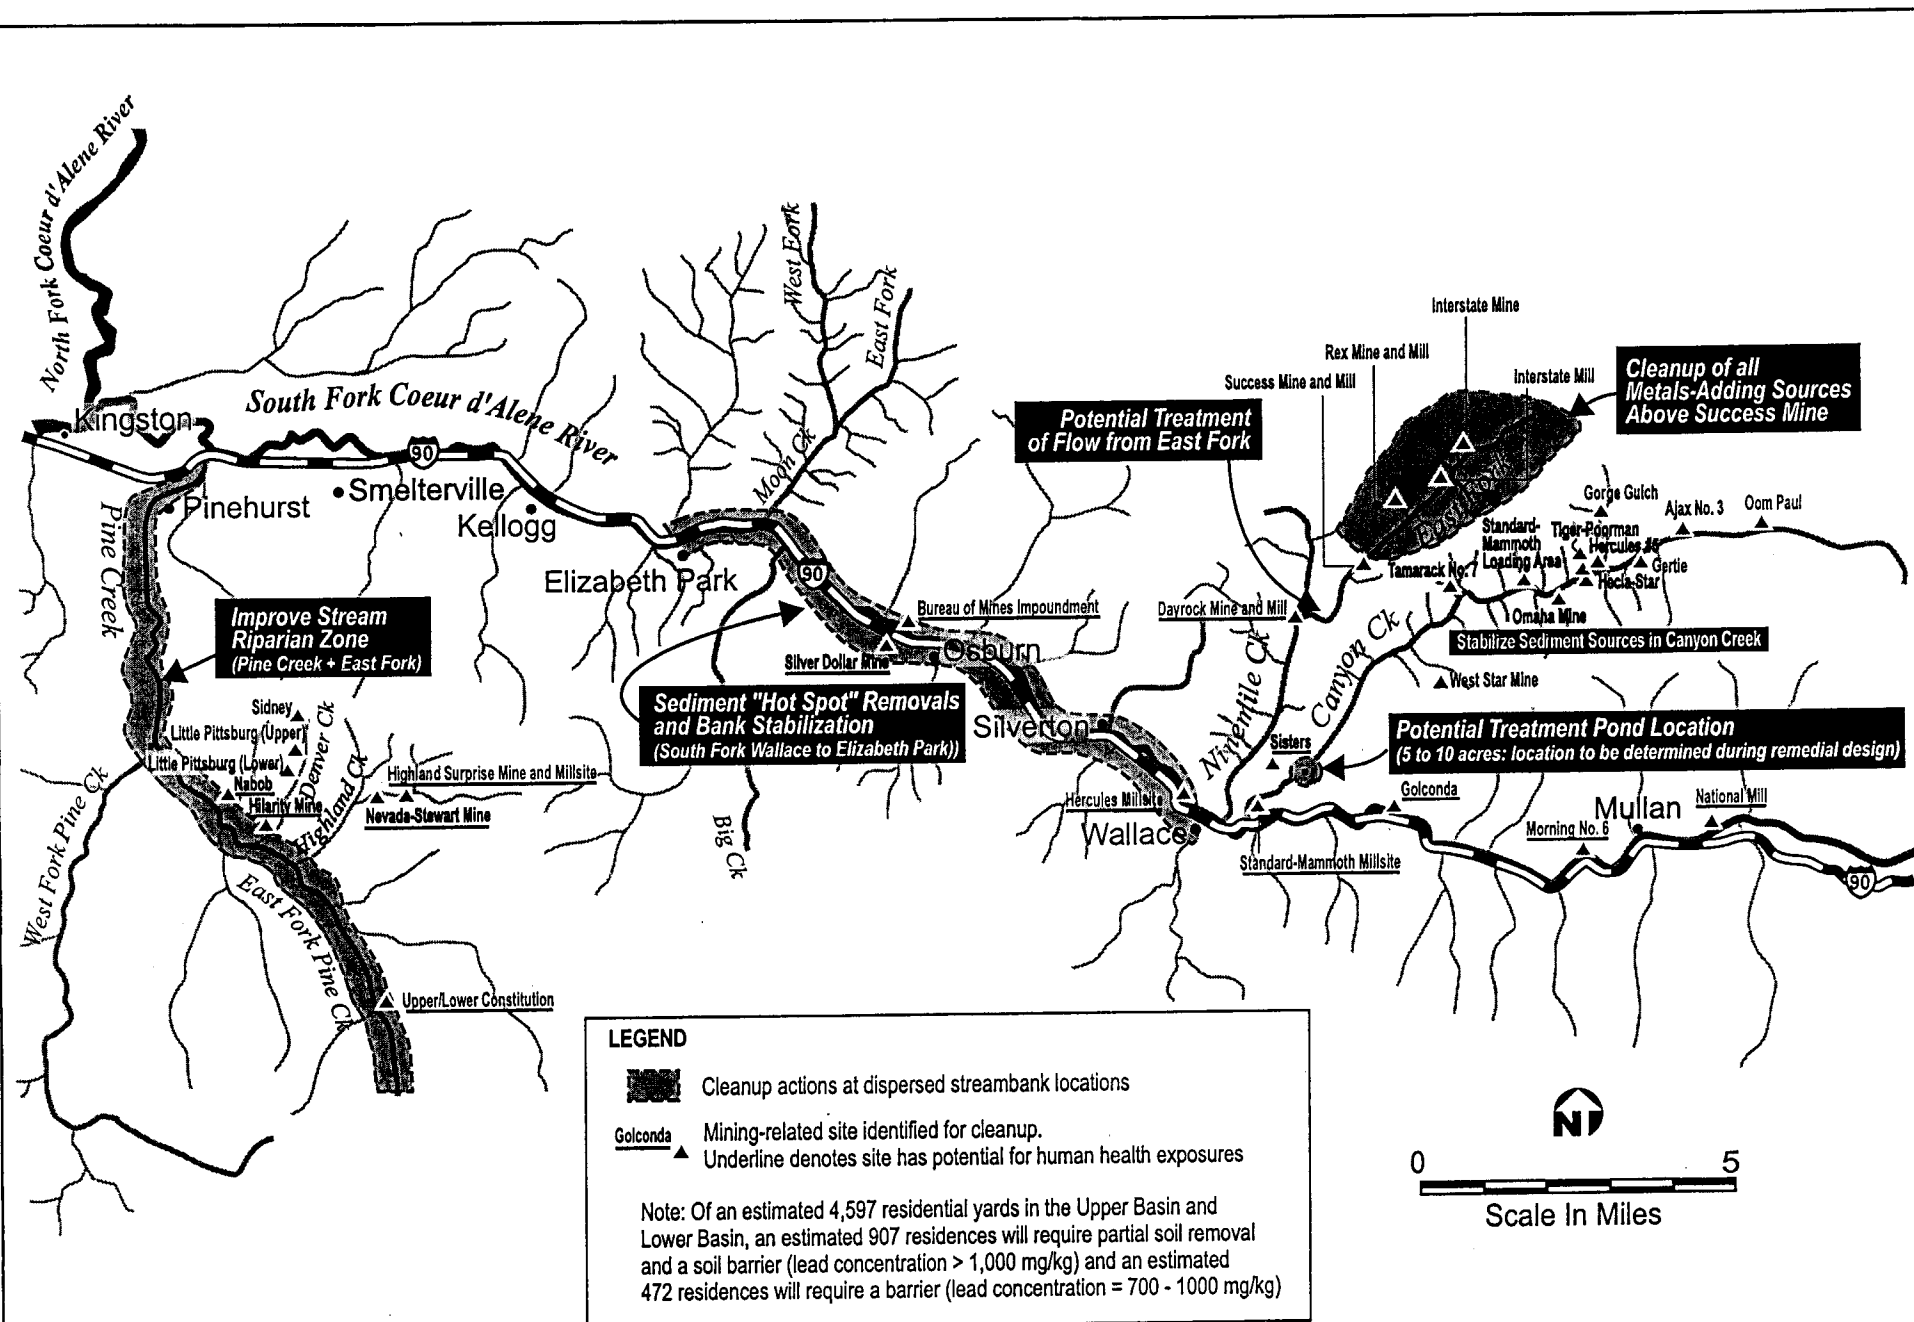 North Fork Coeur d'Alene River
Kingston
South Fork Coeur d'Alene River
90
Pinehurst
Smelterville
Kellogg
Elizabeth Park
Pine Creek
Improve Stream
Riparian Zone
(Pine Creek + East Fork)
Sidney
Little Pittsburg (Upper)
Little Pittsburg (Lower)
Nabob
Hilarity Mine
Denver Ck
Highland Ck
Highland Surprise Mine and Millsite
Nevada-Stewart Mine
West Fork Pine Ck
East Fork Pine Ck
Upper/Lower Constitution
West Fork
East Fork
Moon Ck
90
Bureau of Mines Impoundment
Silver Dollar Mine
Osburn
Sediment "Hot Spot" Removals
and Bank Stabilization
(South Fork Wallace to Elizabeth Park))
Big Ck
Silverton
Hercules Millsite
Wallace
Interstate Mine
Rex Mine and Mill
Success Mine and Mill
Interstate Mill
Cleanup of all
Metals-Adding Sources
Above Success Mine
Potential Treatment
of Flow from East Fork
East Fork
Gorge Gulch
Ajax No. 3
Oom Paul
Standard-
Mammoth
Loading Area
Tiger-Poorman
Hercules #5
Gertie
Hecla-Star
Tamarack No. 7
Omaha Mine
Dayrock Mine and Mill
Stabilize Sediment Sources in Canyon Creek
West Star Mine
Ninemile Ck
Canyon Ck
Sisters
Potential Treatment Pond Location
(5 to 10 acres: location to be determined during remedial design)
Golconda
Standard-Mammoth Millsite
Morning No. 6
Mullan
National Mill
90
LEGEND
Cleanup actions at dispersed streambank locations
Golconda
Mining-related site identified for cleanup.
Underline denotes site has potential for human health exposures
Note: Of an estimated 4,597 residential yards in the Upper Basin and
Lower Basin, an estimated 907 residences will require partial soil removal
and a soil barrier (lead concentration > 1,000 mg/kg) and an estimated
472 residences will require a barrier (lead concentration = 700 - 1000 mg/kg)
N
0 5
Scale In Miles